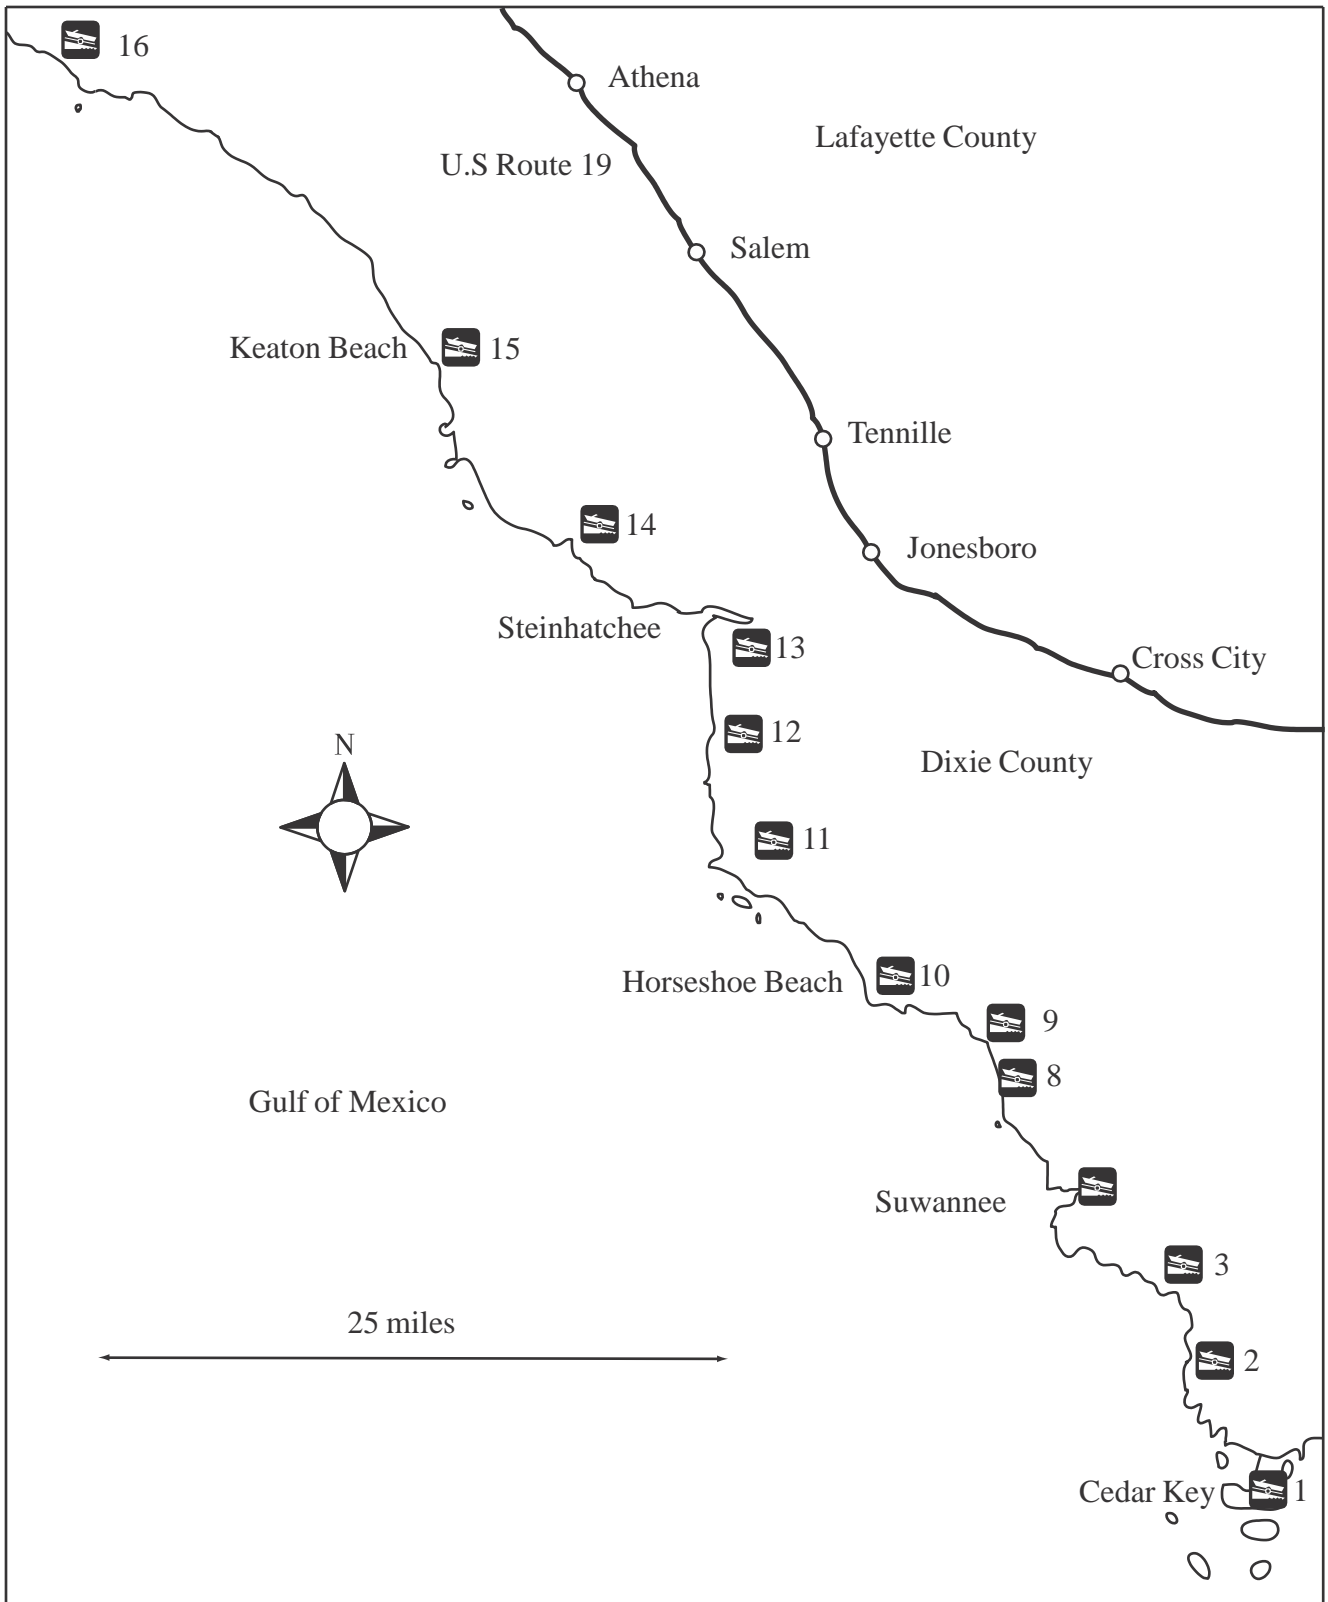 16
Athena
Lafayette County
U.S Route 19
Salem
Keaton Beach
15
Tennille
14
Jonesboro
Steinhatchee
13
Cross City
12
N
Dixie County
11
Horseshoe Beach
10
9
8
Gulf of Mexico
Suwannee
3
25 miles
2
Cedar Key
1